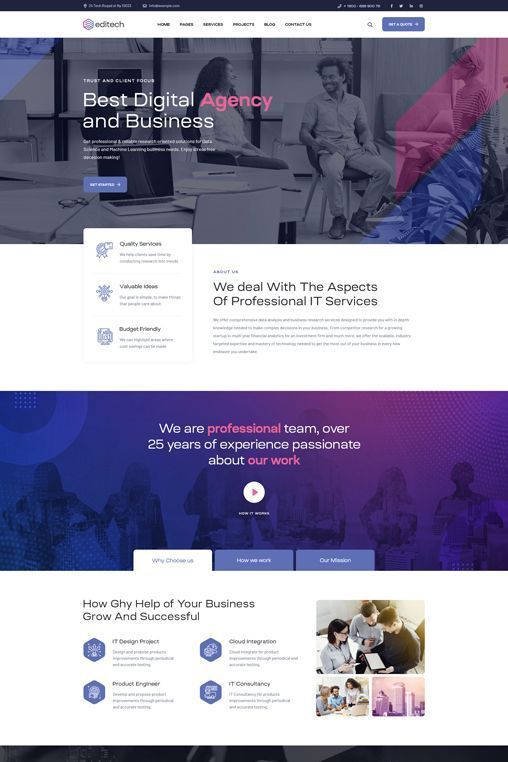 info@example.com
editech
HOME PAGES SERVICES PROJECTS BLOG CONTACT US
GET A QUOTE
TRUST AND CLIENT FOCUS
Best Digital Agency
and Business
Get professional & reliable research-oriented solutions for Data
Science and Machine Learning business needs. Enjoy stress free
decision making!
GET STARTED
Quality Services
We help clients save time by
conducting research into trends
Valuable Ideas
Our goal is simple, to make things
that people care about
Budget Friendly
We can highlight areas where
cost savings can be made
ABOUT US
We deal With The Aspects
Of Professional IT Services
We offer comprehensive data analysis and business research services designed to provide you with in depth
knowledge needed to make complex decisions in your business. From competitor research for a growing
startup to multi year financial analytics for an investment firm and much more, we offer the scalable, industry
targeted expertise and mastery of technology needed to get the most out of your business in every new
endeavor you undertake.
We are professional team, over
25 years of experience passionate
about our work
HOW IT WORKS
Why Choose us
How we work
Our Mission
How Ghy Help of Your Business
Grow And Successful
IT Design Project
Design and propose products
improvements through periodical
and accurate testing.
Cloud Integration
Cloud integrate for product
improvements through periodical
and accurate testing.
Product Engineer
Develop and propose product
improvements through periodical
and accurate testing.
IT Consultancy
IT Consultancy for products
improvements through periodical
and accurate testing.